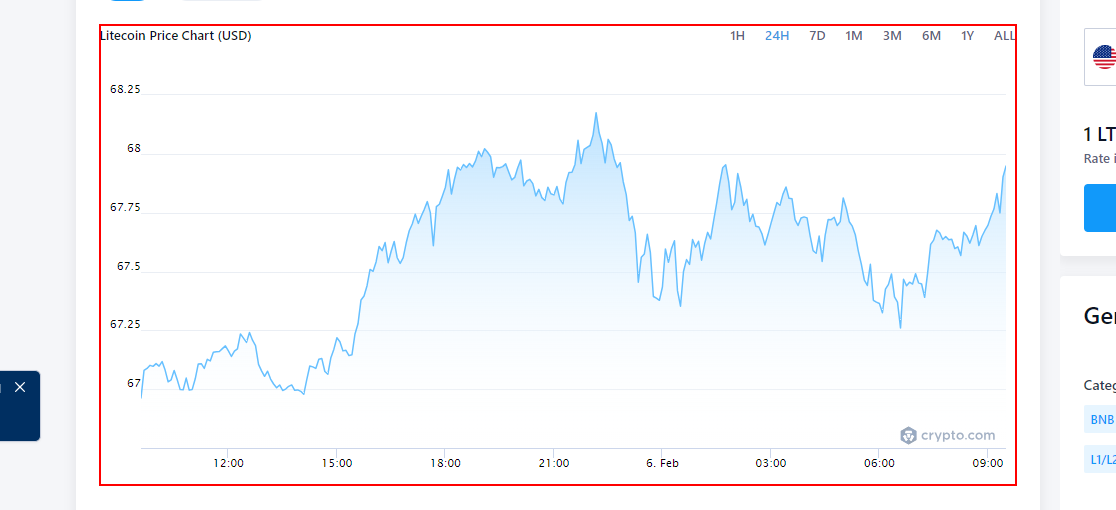 Litecoin Price Chart (USD)
1H 24H 7D 1M 3M 6M 1Y ALL
68.25
68
67.75
67.5
67.25
67
crypto.com
12:00 15:00 18:00 21:00 6. Feb 03:00 06:00 09:00
1 LT
Rate i
Ge
Categ
BNB
L1/L2